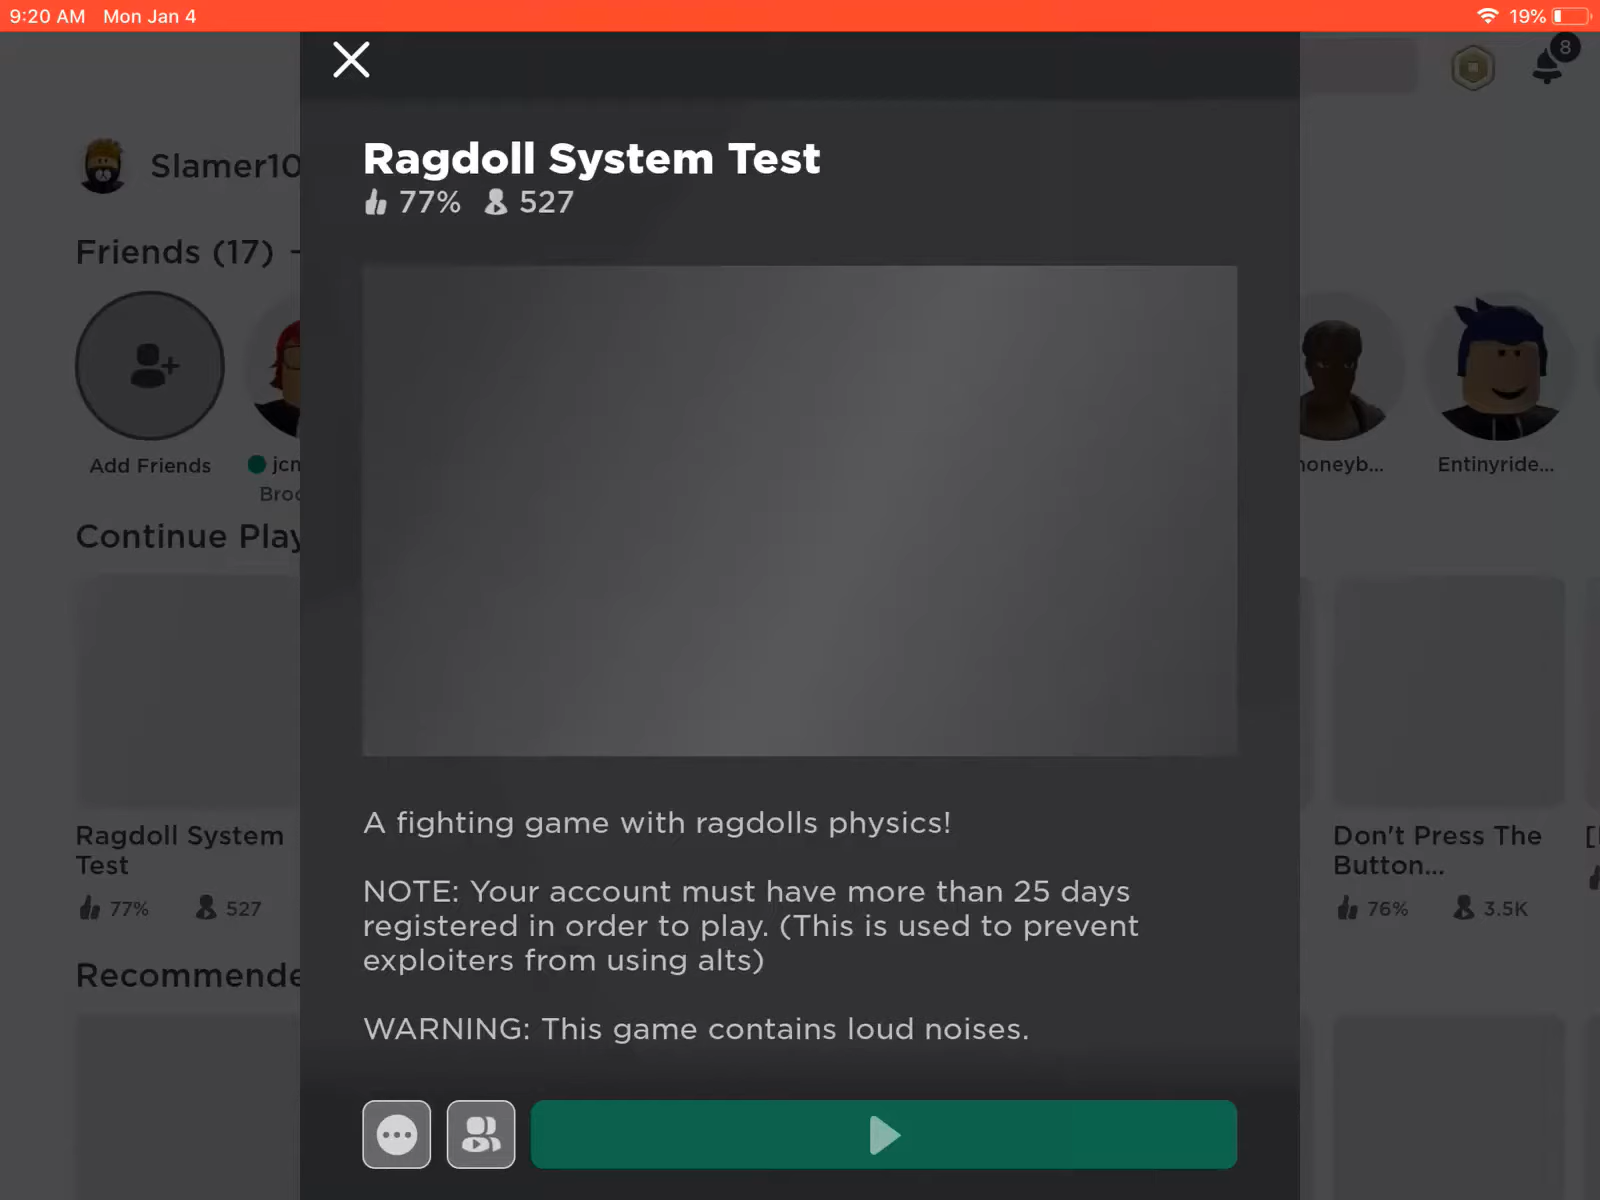 9:20 AM Mon Jan 4
19%
8
Ragdoll System Test
77% 527
Slamer10
Friends (17)
Add Friends
jcn
Broo
honeyb...
Entinyride...
Continue Play
A fighting game with ragdolls physics!
NOTE: Your account must have more than 25 days
registered in order to play. (This is used to prevent
exploiters from using alts)
WARNING: This game contains loud noises.
Ragdoll System
Test
77% 527
Don't Press The
Button...
76% 3.5K
Recommende